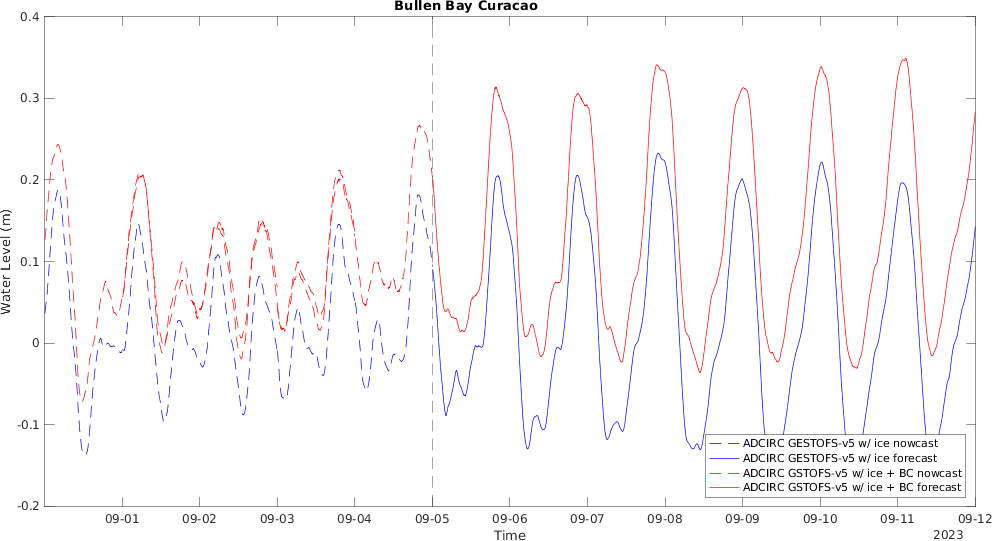 Bullen Bay Curacao
0.4
0.3
0.2
0.1
0
-0.1
-0.2
Water Level (m)
ADCIRC GESTOFS-v5 w/ ice nowcast
ADCIRC GESTOFS-v5 w/ ice forecast
ADCIRC GSTOFS-v5 w/ ice + BC nowcast
ADCIRC GSTOFS-v5 w/ ice + BC forecast
09-01 09-02 09-03 09-04 09-05 09-06 09-07 09-08 09-09 09-10 09-11 09-12
Time
2023